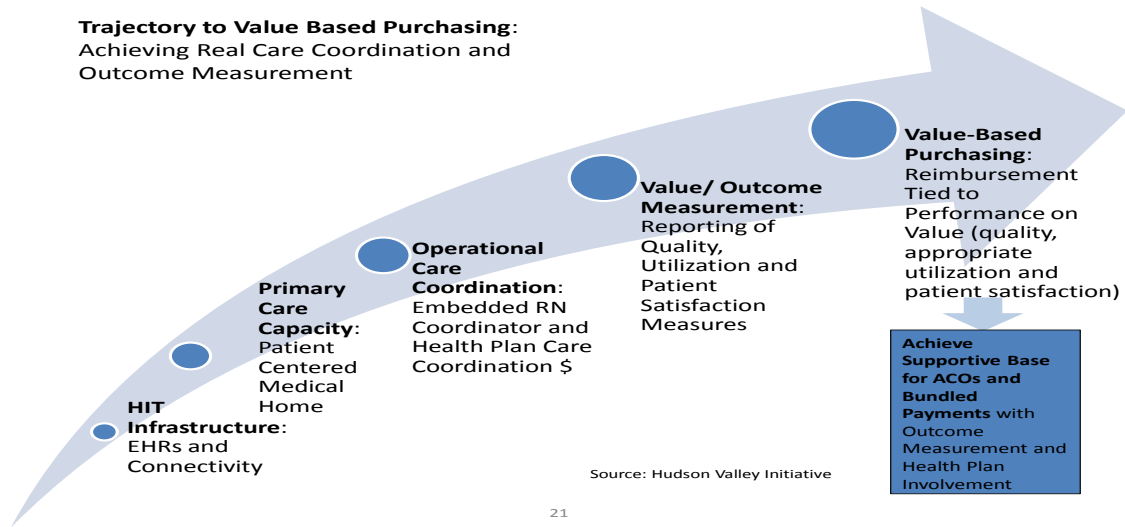 Trajectory to Value Based Purchasing:
Achieving Real Care Coordination and
Outcome Measurement
HIT
Infrastructure:
EHRs and
Connectivity
Primary
Care
Capacity:
Patient
Centered
Medical
Home
Operational
Care
Coordination:
Embedded RN
Coordinator and
Health Plan Care
Coordination $
Value/ Outcome
Measurement:
Reporting of
Quality,
Utilization and
Patient
Satisfaction
Measures
Value-Based
Purchasing:
Reimbursement
Tied to
Performance on
Value (quality,
appropriate
utilization and
patient satisfaction)
Achieve
Supportive Base
for ACOs and
Bundled
Payments with
Outcome
Measurement and
Health Plan
Involvement
Source: Hudson Valley Initiative
21